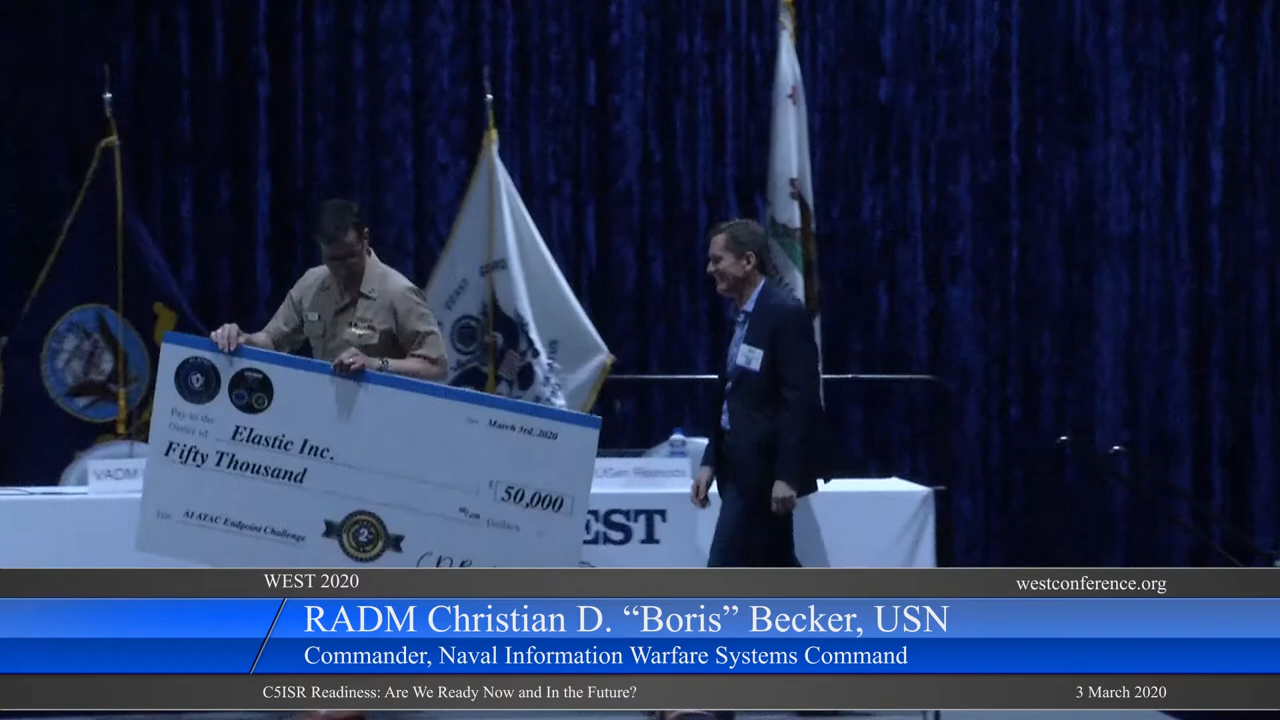 March 3rd, 2020
Pay to the
Order of
Elastic Inc.
Fifty Thousand
$ 50,000
Dollars
AI ATAC Endpoint Challenge
2
VADM
EST
WEST 2020
westconference.org
RADM Christian D. “Boris” Becker, USN
Commander, Naval Information Warfare Systems Command
C5ISR Readiness: Are We Ready Now and In the Future?
3 March 2020